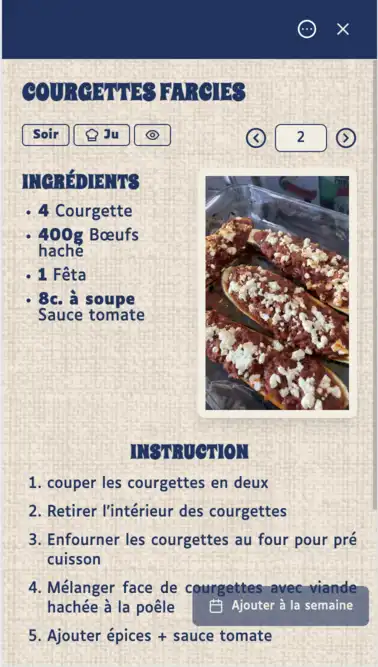 COURGETTES FARCIES
Soir
Ju
2
INGRÉDIENTS
• 4 Courgette
• 400g Bœufs
haché
• 1 Fêta
• 8c. à soupe
Sauce tomate
INSTRUCTION
1. couper les courgettes en deux
2. Retirer l'intérieur des courgettes
3. Enfourner les courgettes au four pour pré
cuisson
4. Mélanger face de courgettes avec viande
hachée à la poêle
Ajouter à la semaine
5. Ajouter épices + sauce tomate